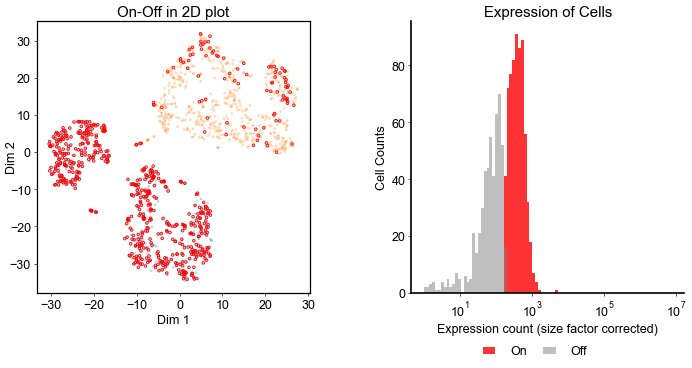 On-Off in 2D plot
Expression of Cells
Dim 2
30
20
10
0
−10
−20
−30
−30 −20 −10 0 10 20 30
Dim 1
Cell Counts
80
60
40
20
0
10^1 10^3 10^5 10^7
Expression count (size factor corrected)
On Off